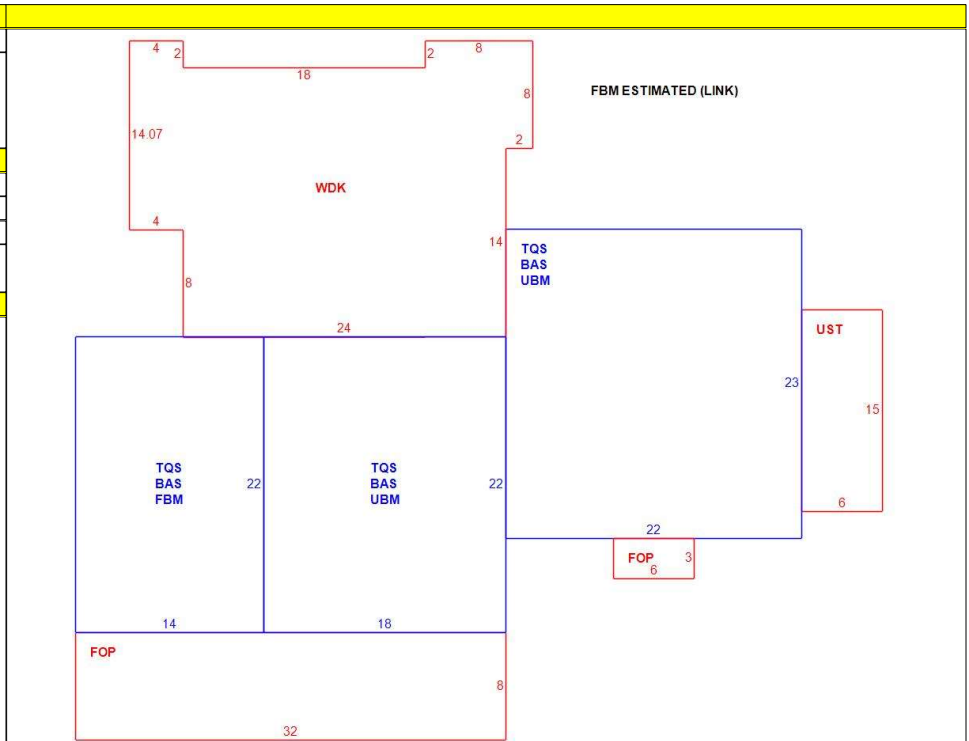 4
2
2
8
18
8
FBM ESTIMATED (LINK)
14.07
2
WDK
4
14
TQS
BAS
UBM
8
24
UST
23
15
TQS
BAS
FBM
22
TQS
BAS
UBM
22
6
22
FOP
3
6
14
18
FOP
8
32